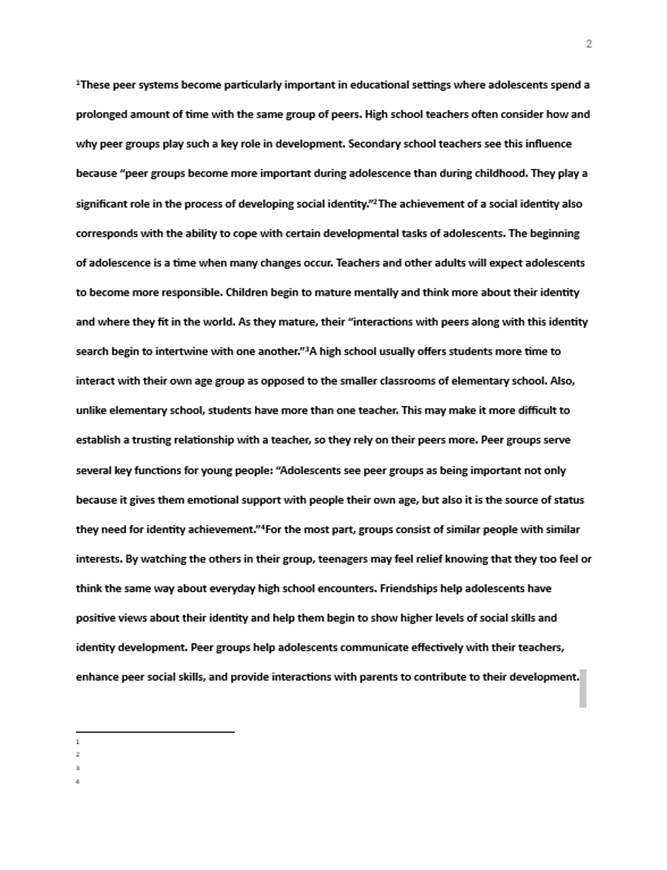 2
¹These peer systems become particularly important in educational settings where adolescents spend a
prolonged amount of time with the same group of peers. High school teachers often consider how and
why peer groups play such a key role in development. Secondary school teachers see this influence
because “peer groups become more important during adolescence than during childhood. They play a
significant role in the process of developing social identity.”²The achievement of a social identity also
corresponds with the ability to cope with certain developmental tasks of adolescents. The beginning
of adolescence is a time when many changes occur. Teachers and other adults will expect adolescents
to become more responsible. Children begin to mature mentally and think more about their identity
and where they fit in the world. As they mature, their “interactions with peers along with this identity
search begin to intertwine with one another.”³A high school usually offers students more time to
interact with their own age group as opposed to the smaller classrooms of elementary school. Also,
unlike elementary school, students have more than one teacher. This may make it more difficult to
establish a trusting relationship with a teacher, so they rely on their peers more. Peer groups serve
several key functions for young people: “Adolescents see peer groups as being important not only
because it gives them emotional support with people their own age, but also it is the source of status
they need for identity achievement.”⁴For the most part, groups consist of similar people with similar
interests. By watching the others in their group, teenagers may feel relief knowing that they too feel or
think the same way about everyday high school encounters. Friendships help adolescents have
positive views about their identity and help them begin to show higher levels of social skills and
identity development. Peer groups help adolescents communicate effectively with their teachers,
enhance peer social skills, and provide interactions with parents to contribute to their development.
1
2
3
4